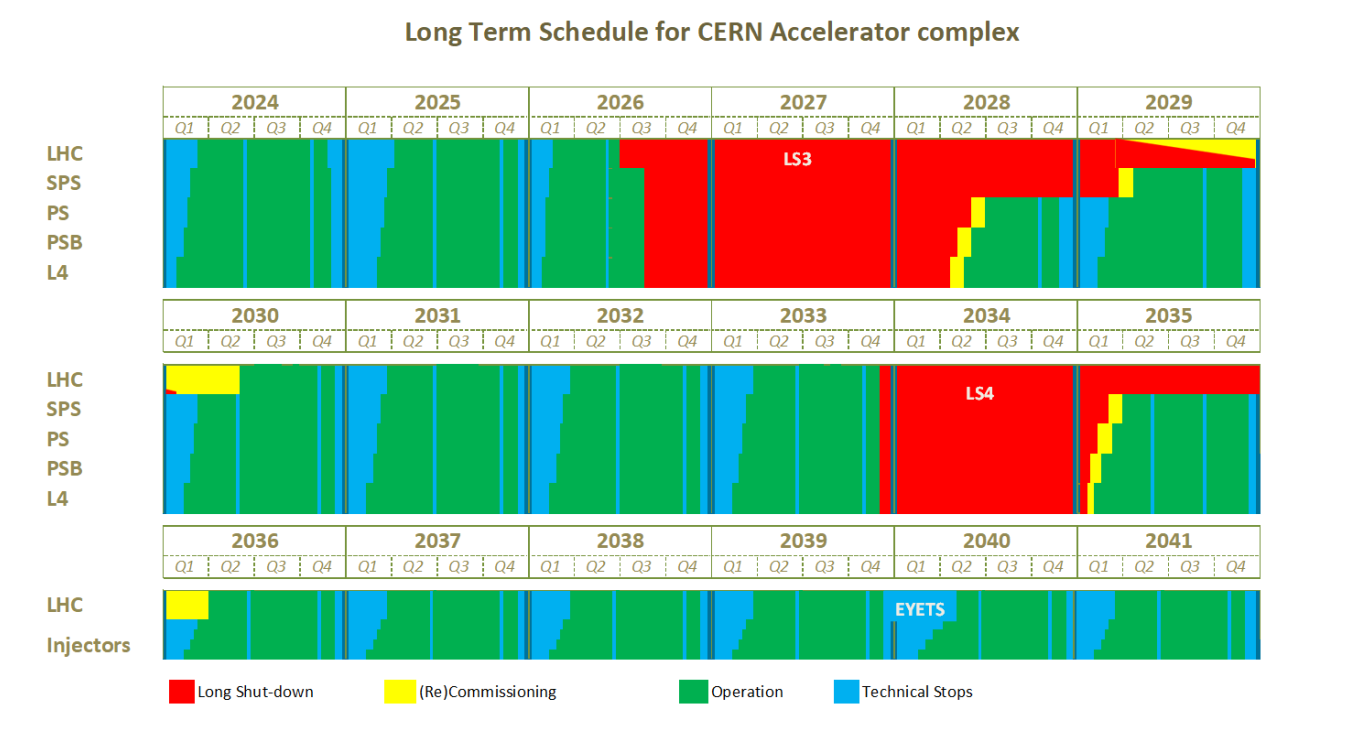 Long Term Schedule for CERN Accelerator complex
2024 2025 2026 2027 2028 2029
Q1 Q2 Q3 Q4 Q1 Q2 Q3 Q4 Q1 Q2 Q3 Q4 Q1 Q2 Q3 Q4 Q1 Q2 Q3 Q4 Q1 Q2 Q3 Q4
LHC LS3
SPS
PS
PSB
L4
2030 2031 2032 2033 2034 2035
Q1 Q2 Q3 Q4 Q1 Q2 Q3 Q4 Q1 Q2 Q3 Q4 Q1 Q2 Q3 Q4 Q1 Q2 Q3 Q4 Q1 Q2 Q3 Q4
LHC LS4
SPS
PS
PSB
L4
2036 2037 2038 2039 2040 2041
Q1 Q2 Q3 Q4 Q1 Q2 Q3 Q4 Q1 Q2 Q3 Q4 Q1 Q2 Q3 Q4 Q1 Q2 Q3 Q4 Q1 Q2 Q3 Q4
LHC EYETS
Injectors
Long Shut-down (Re)Commissioning Operation Technical Stops